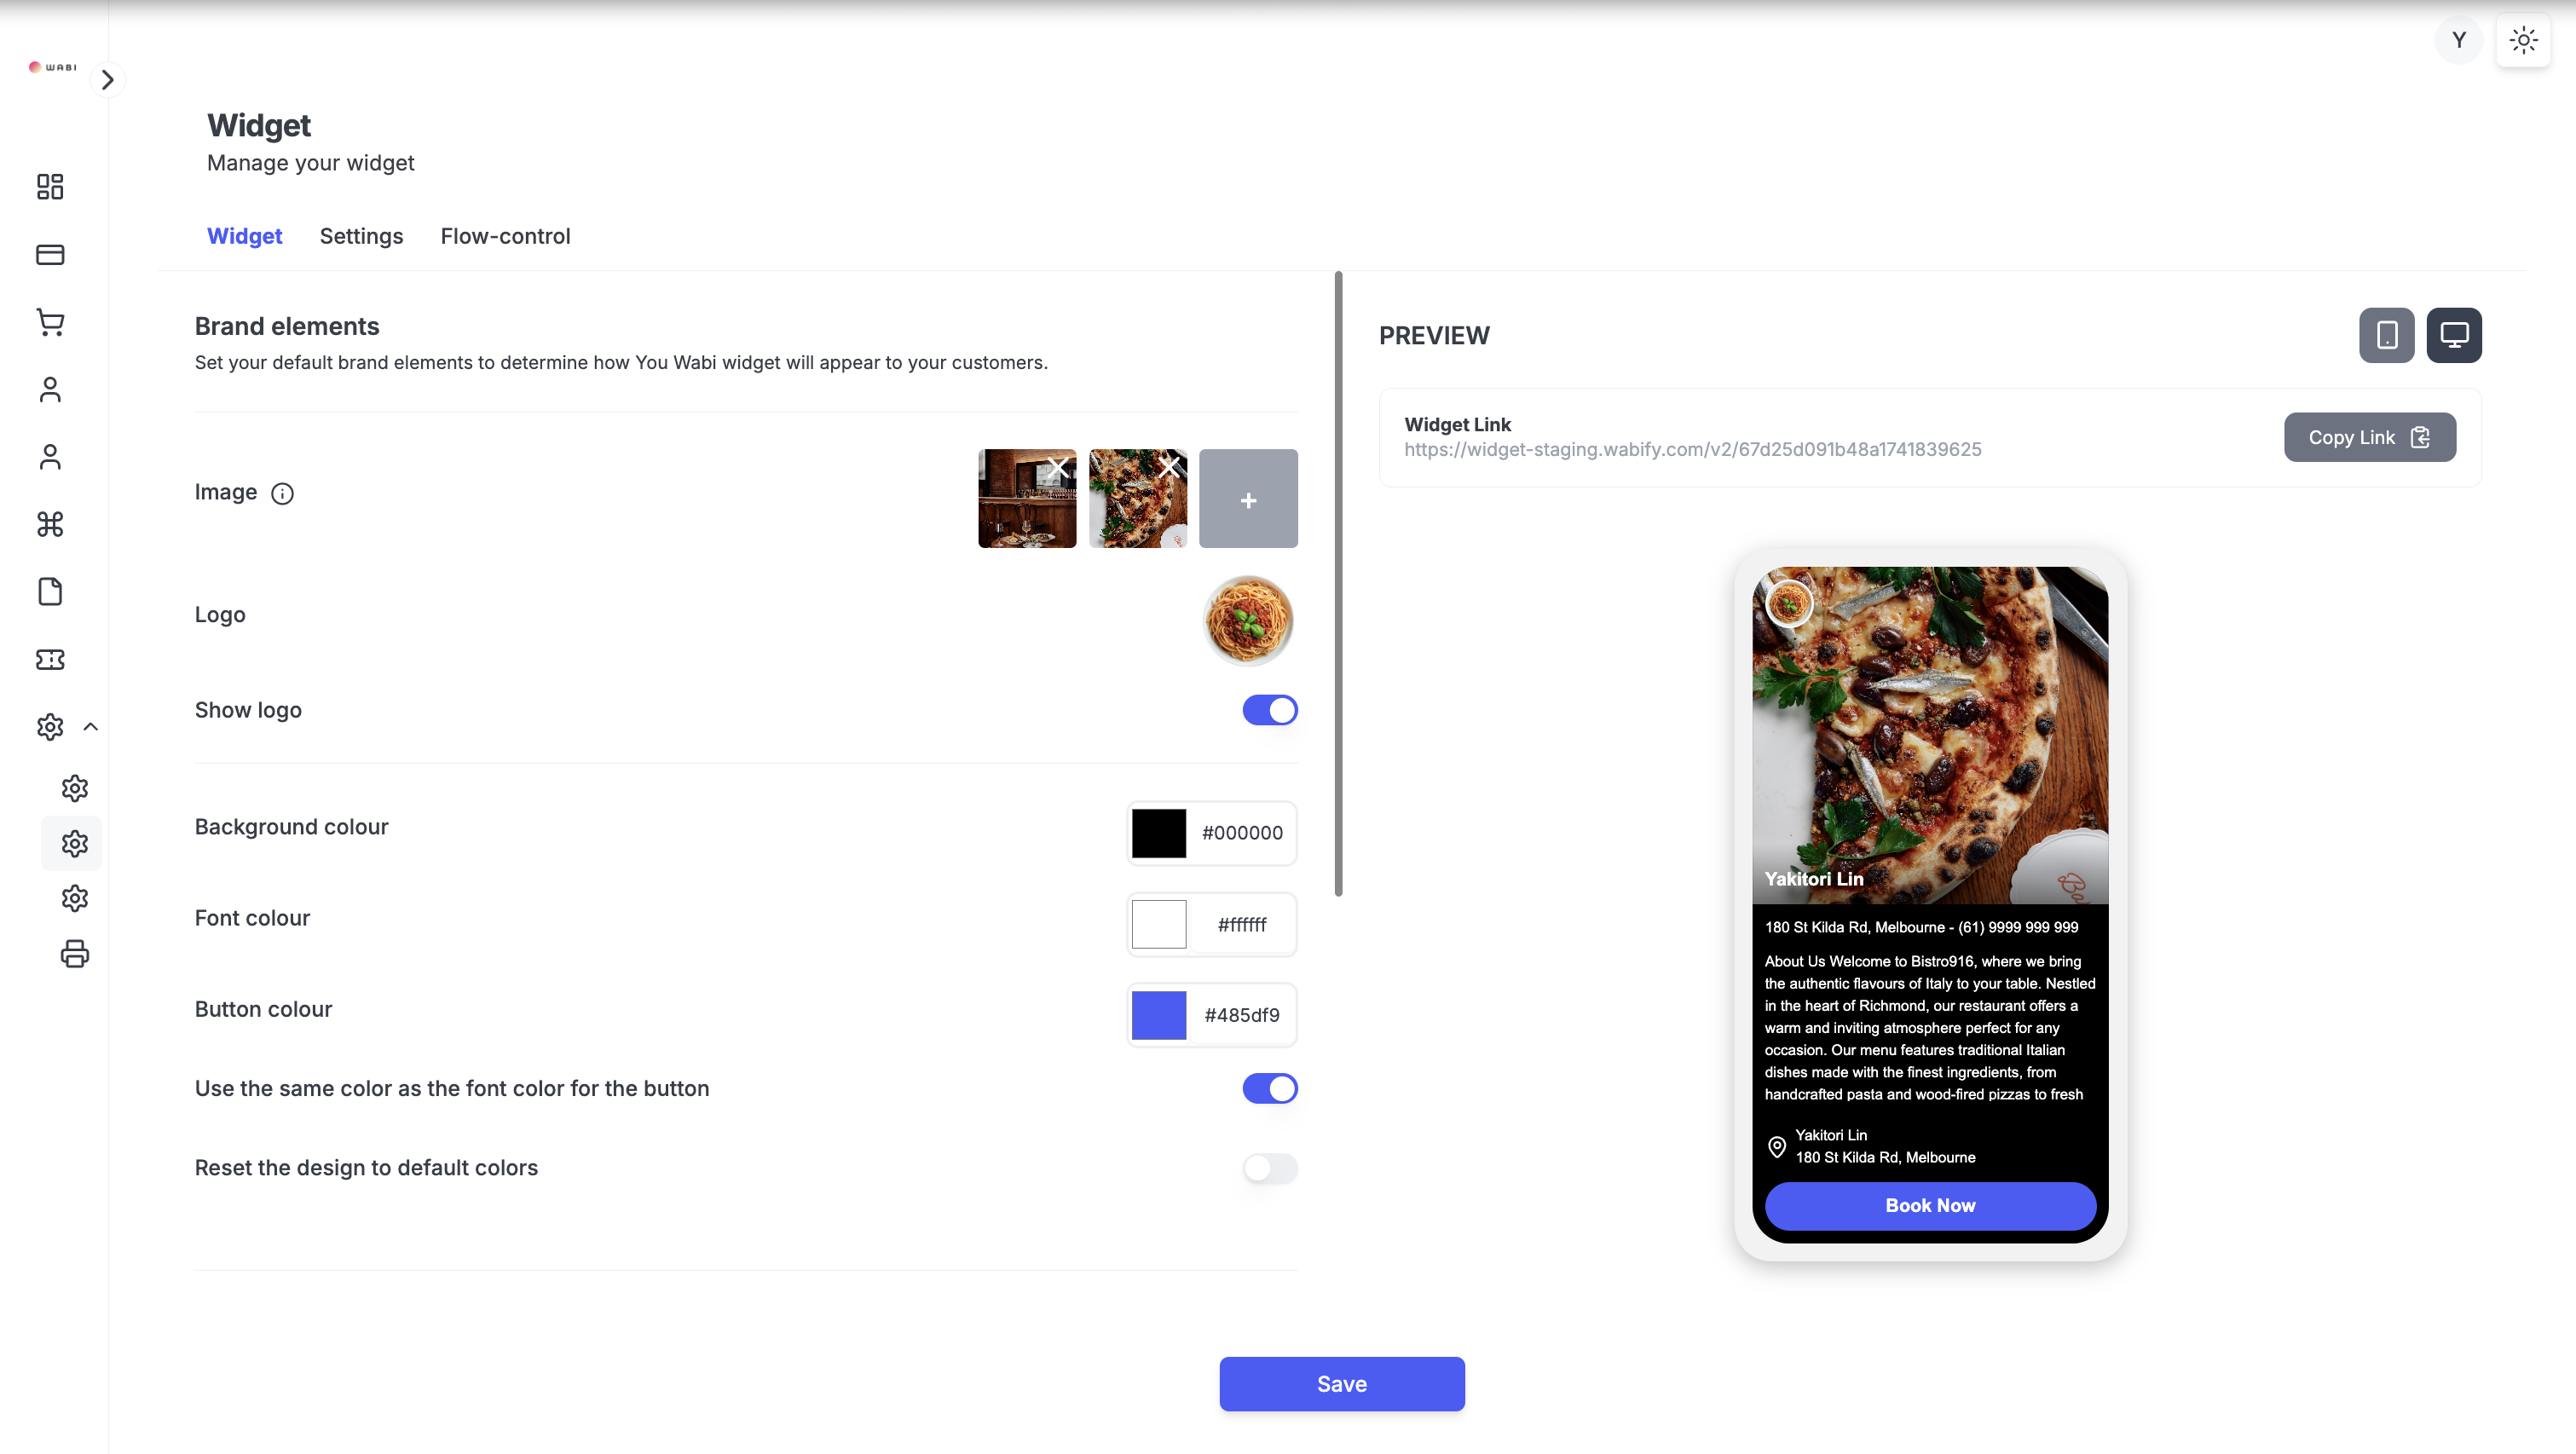 WABI
Y
Widget
Manage your widget
Widget
Settings
Flow-control
Brand elements
Set your default brand elements to determine how You Wabi widget will appear to your customers.
Image
+
Logo
Show logo
Background colour
#000000
Font colour
#ffffff
Button colour
#485df9
Use the same color as the font color for the button
Reset the design to default colors
PREVIEW
Widget Link
https://widget-staging.wabify.com/v2/67d25d091b48a1741839625
Copy Link
Yakitori Lin
180 St Kilda Rd, Melbourne - (61) 9999 999 999
About Us Welcome to Bistro916, where we bring
the authentic flavours of Italy to your table. Nestled
in the heart of Richmond, our restaurant offers a
warm and inviting atmosphere perfect for any
occasion. Our menu features traditional Italian
dishes made with the finest ingredients, from
handcrafted pasta and wood-fired pizzas to fresh
Yakitori Lin
180 St Kilda Rd, Melbourne
Book Now
Save